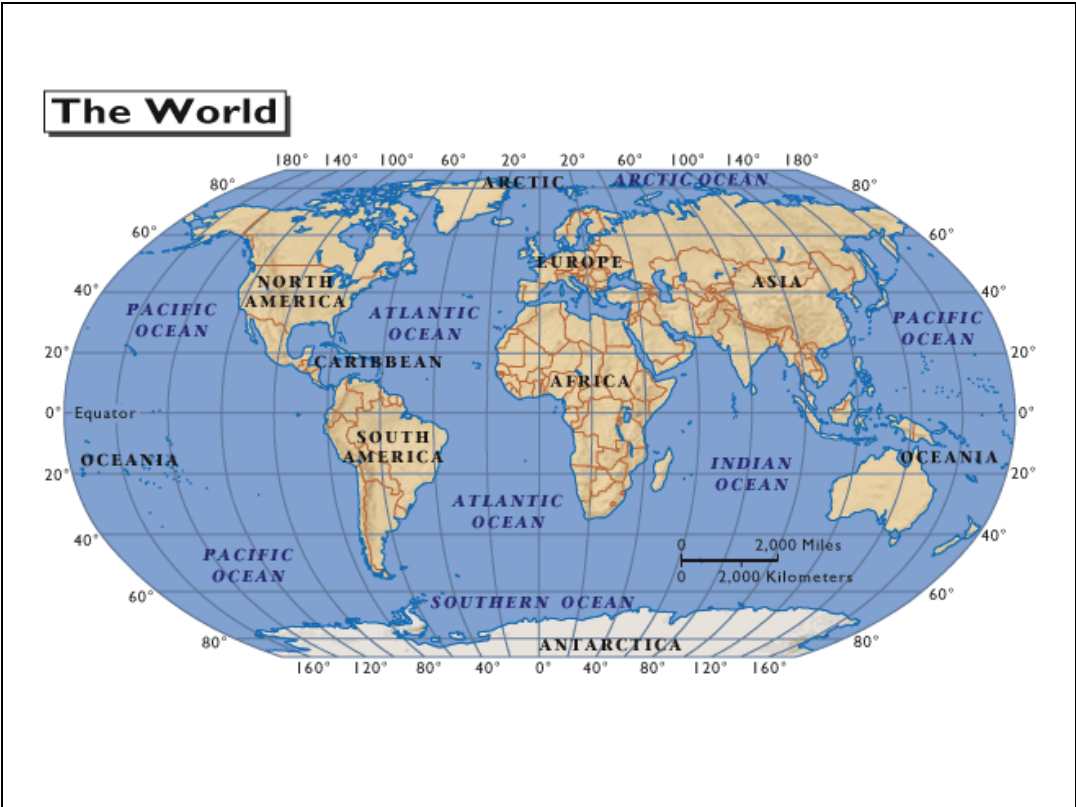 The World
180° 140° 100° 60° 20° 20° 60° 100° 140° 180°
ARCTIC
ARCTIC OCEAN
80°
80°
60°
60°
EUROPE
NORTH
AMERICA
ASIA
40°
40°
PACIFIC
OCEAN
ATLANTIC
OCEAN
PACIFIC
OCEAN
20°
20°
CARIBBEAN
AFRICA
0°
Equator
0°
SOUTH
AMERICA
OCEANIA
OCEANIA
20°
20°
INDIAN
OCEAN
ATLANTIC
OCEAN
40°
40°
0 2,000 Miles
0 2,000 Kilometers
PACIFIC
OCEAN
60°
60°
SOUTHERN OCEAN
80°
80°
ANTARCTICA
160° 120° 80° 40° 0° 40° 80° 120° 160°